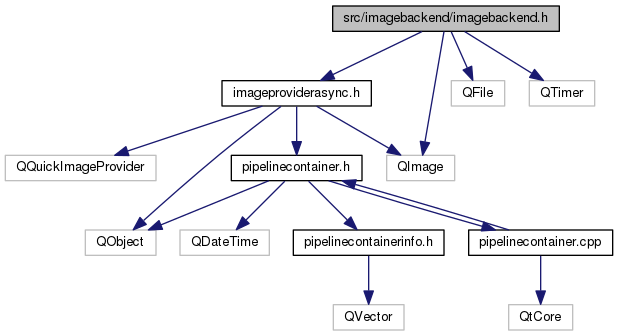 src/imagebackend/imagebackend.h
imageproviderasync.h
QFile
QTimer
QQuickImageProvider
pipelinecontainer.h
QImage
QObject
QDateTime
pipelinecontainerinfo.h
pipelinecontainer.cpp
QVector
QtCore